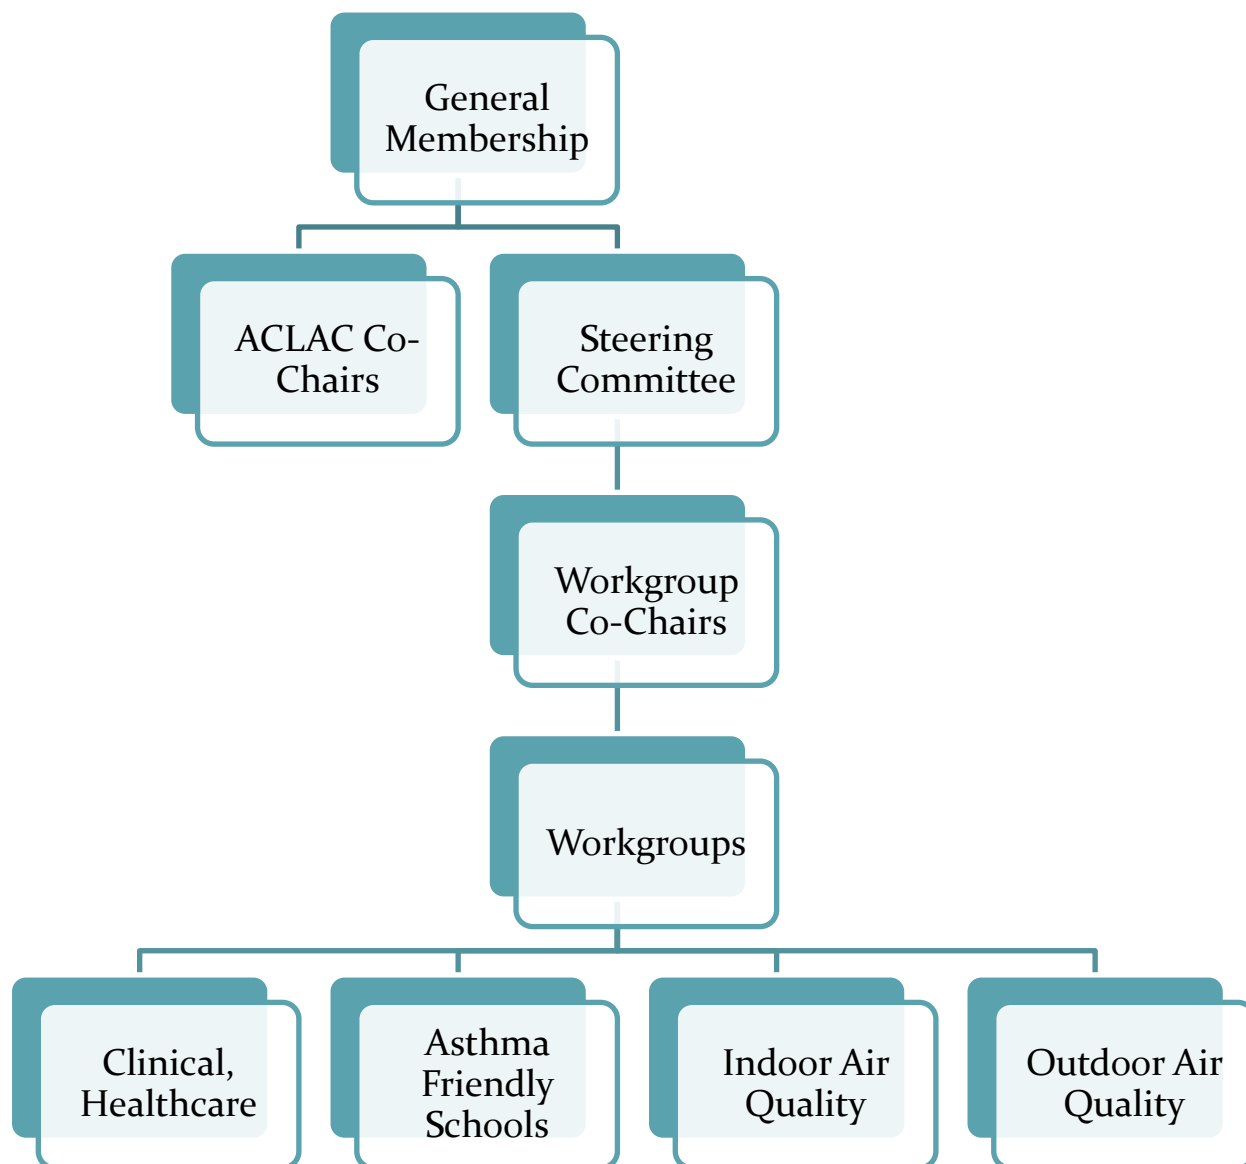 General
Membership
ACLAC Co-
Chairs
Steering
Committee
Workgroup
Co-Chairs
Workgroups
Clinical,
Healthcare
Asthma
Friendly
Schools
Indoor Air
Quality
Outdoor Air
Quality